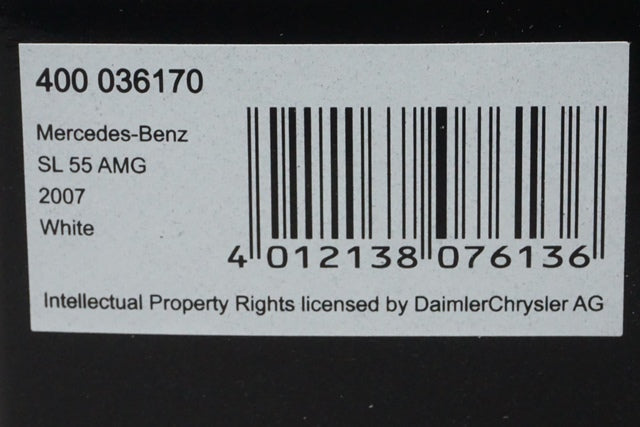 400 036170
Mercedes-Benz
SL 55 AMG
2007
White
4 012138 076136
Intellectual Property Rights licensed by DaimlerChrysler AG